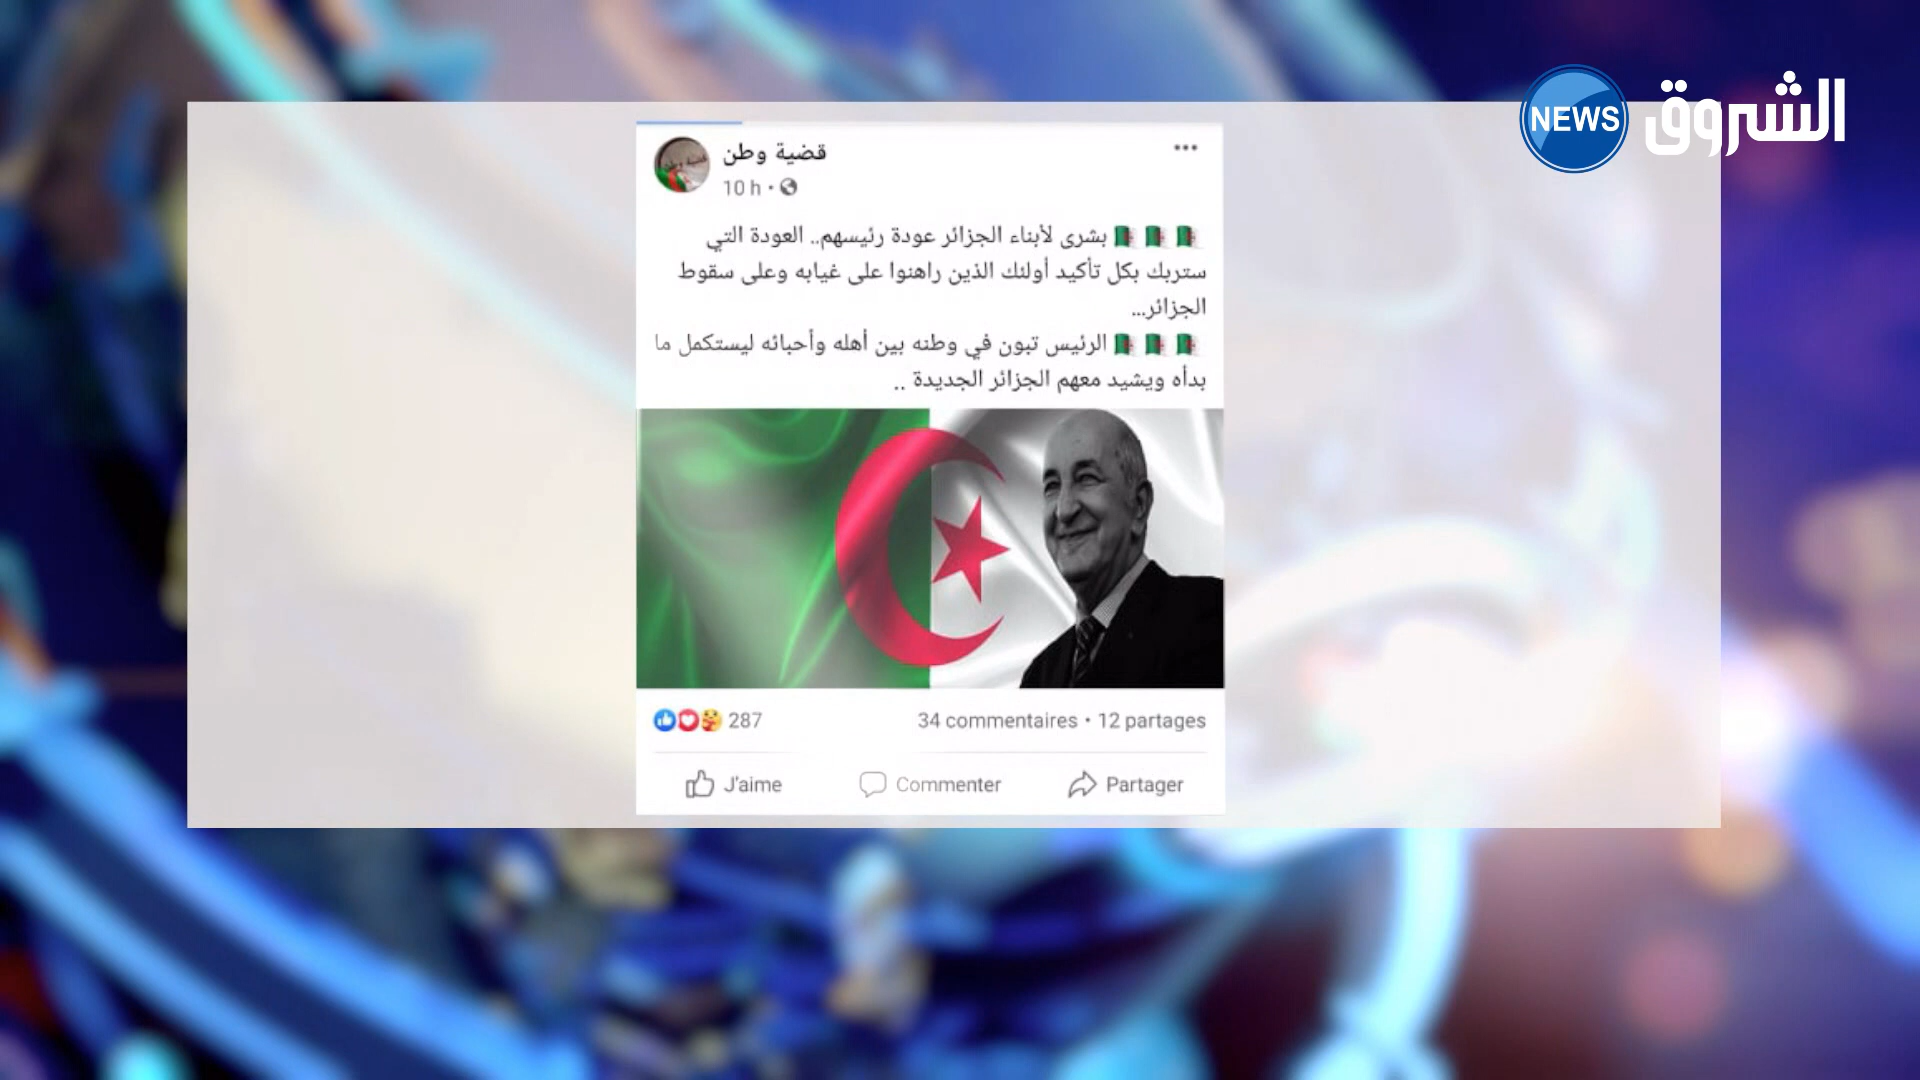 الشروق
NEWS
قضية وطن
10 h
بشرى لأبناء الجزائر عودة رئيسهم.. العودة التي
ستربك بكل تأكيد أولئك الذين راهنوا على غيابه وعلى سقوط
الجزائر...
الرئيس تبون في وطنه بين أهله وأحبائه ليستكمل ما
بدأه ويشيد معهم الجزائر الجديدة ..
287
34 commentaires • 12 partages
J'aime
Commenter
Partager